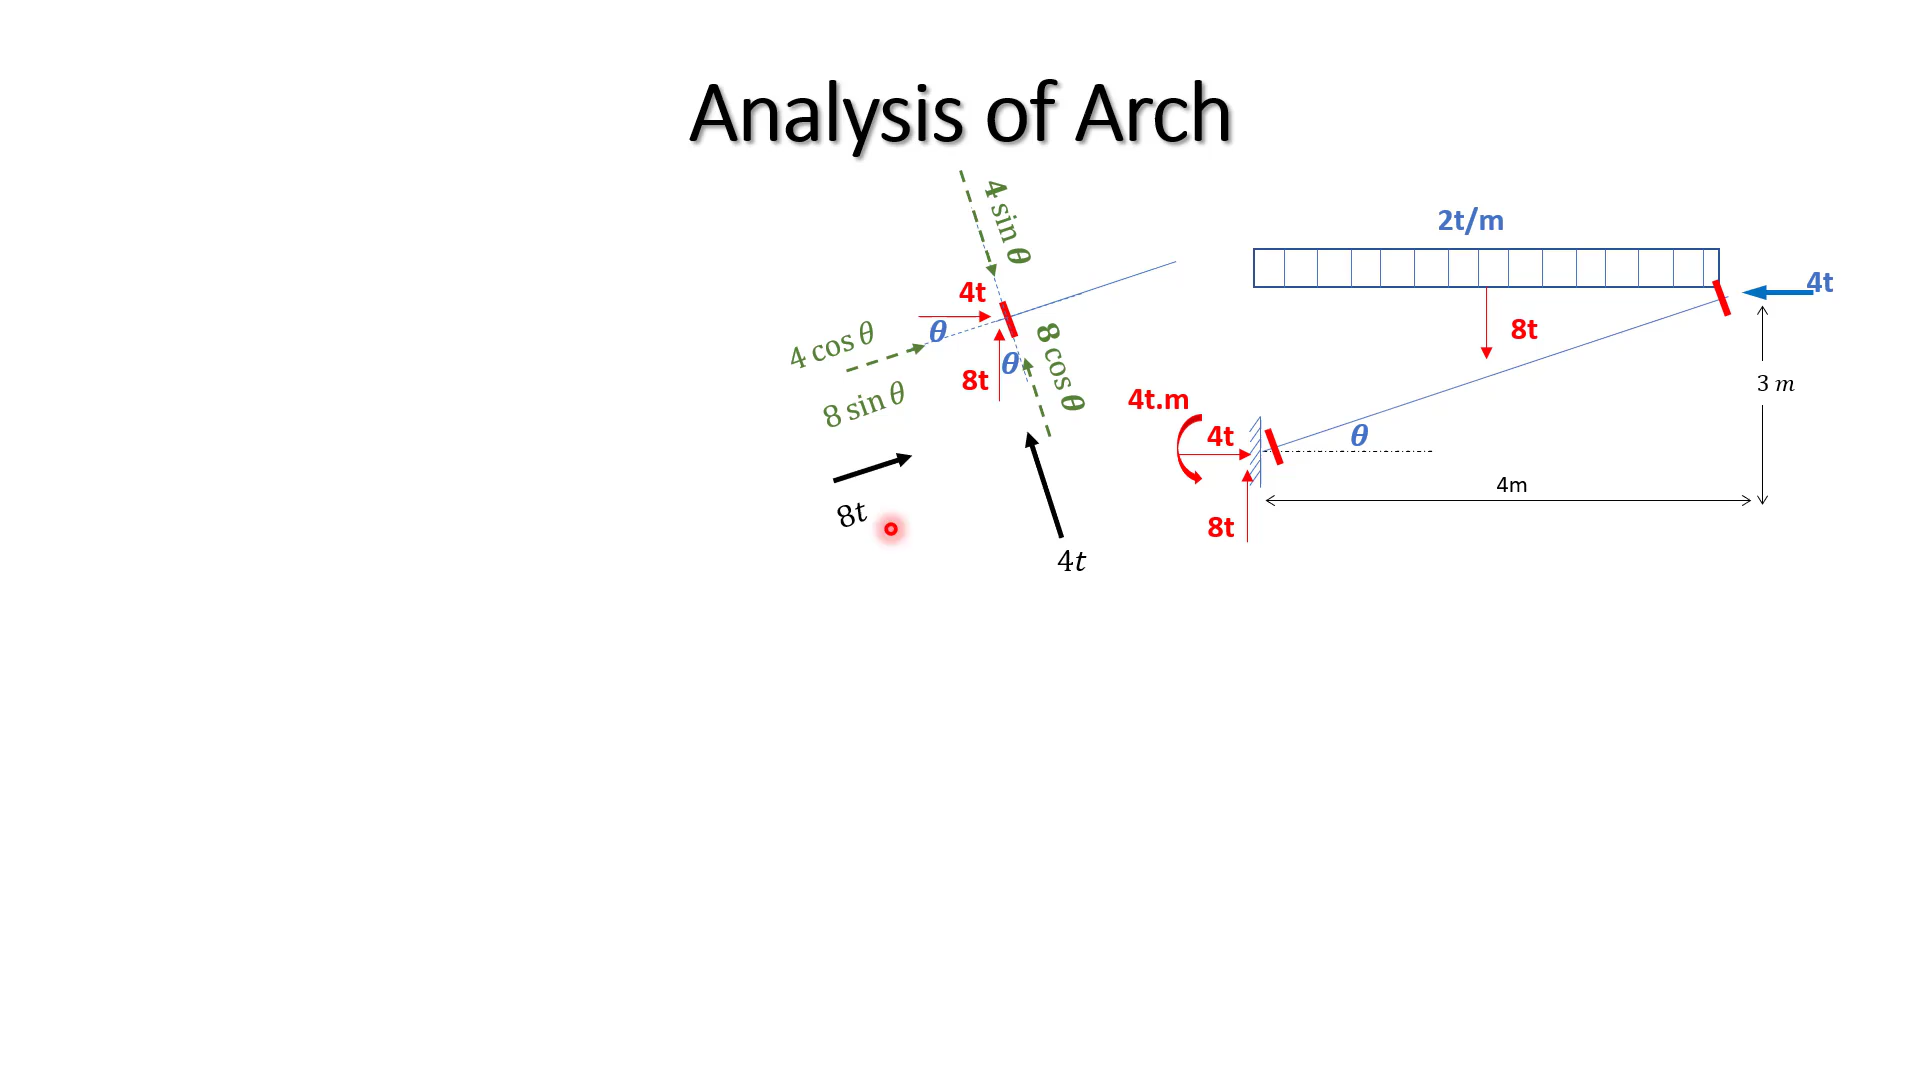 Analysis of Arch
4 sin θ
4t
θ
4 cos θ
8 sin θ
8t
θ
8 cos θ
8t
4t
2t/m
4t
8t
3 m
4t.m
4t
θ
4m
8t